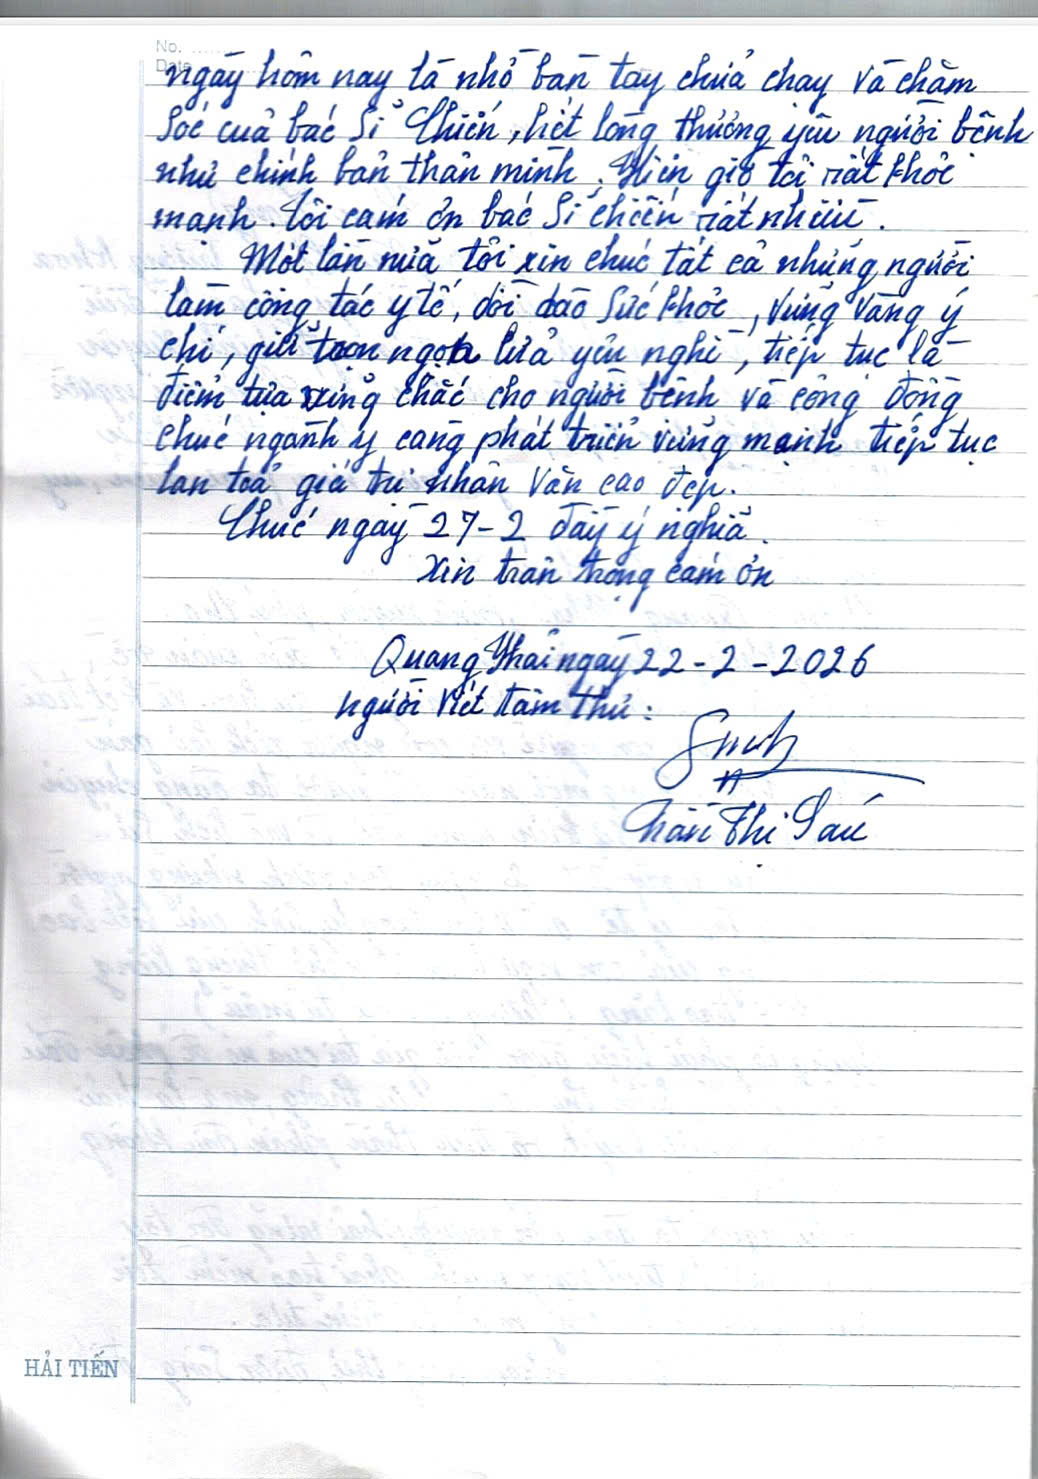 No. ......
Date
ngày hôm nay là nhờ bàn tay chữa chạy và chăm
sóc của bác sĩ Chiến, hết lòng thương yêu người bệnh
như chính bản thân mình. Hiện giờ tôi rất khỏe
mạnh. Tôi cảm ơn bác sĩ Chiến rất nhiều.
Một lần nữa tôi xin chúc tất cả những người
làm công tác y tế, dồi dào sức khỏe, vững vàng ý
chí, giữ trọn ngọn lửa yêu nghề, tiếp tục là
điểm tựa vững chắc cho người bệnh và cộng đồng
chúc ngành y càng phát triển vững mạnh tiếp tục
lan toả giá trị nhân văn cao đẹp.
Chúc ngày 27-2 đầy ý nghĩa.
Xin trân trọng cảm ơn
Quang Thái ngày 22-2-2026
người viết tâm thư:
Trần Thị Sáu
HẢI TIẾN